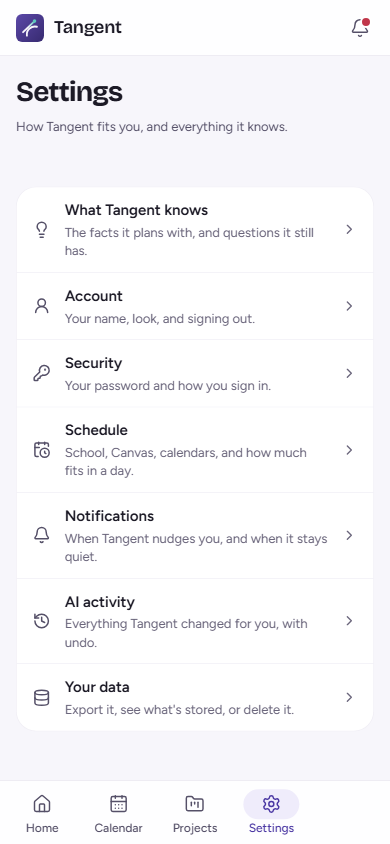 Tangent
Settings
How Tangent fits you, and everything it knows.
What Tangent knows
The facts it plans with, and questions it still
has.
Account
Your name, look, and signing out.
Security
Your password and how you sign in.
Schedule
School, Canvas, calendars, and how much
fits in a day.
Notifications
When Tangent nudges you, and when it stays
quiet.
AI activity
Everything Tangent changed for you, with
undo.
Your data
Export it, see what's stored, or delete it.
Home
Calendar
Projects
Settings